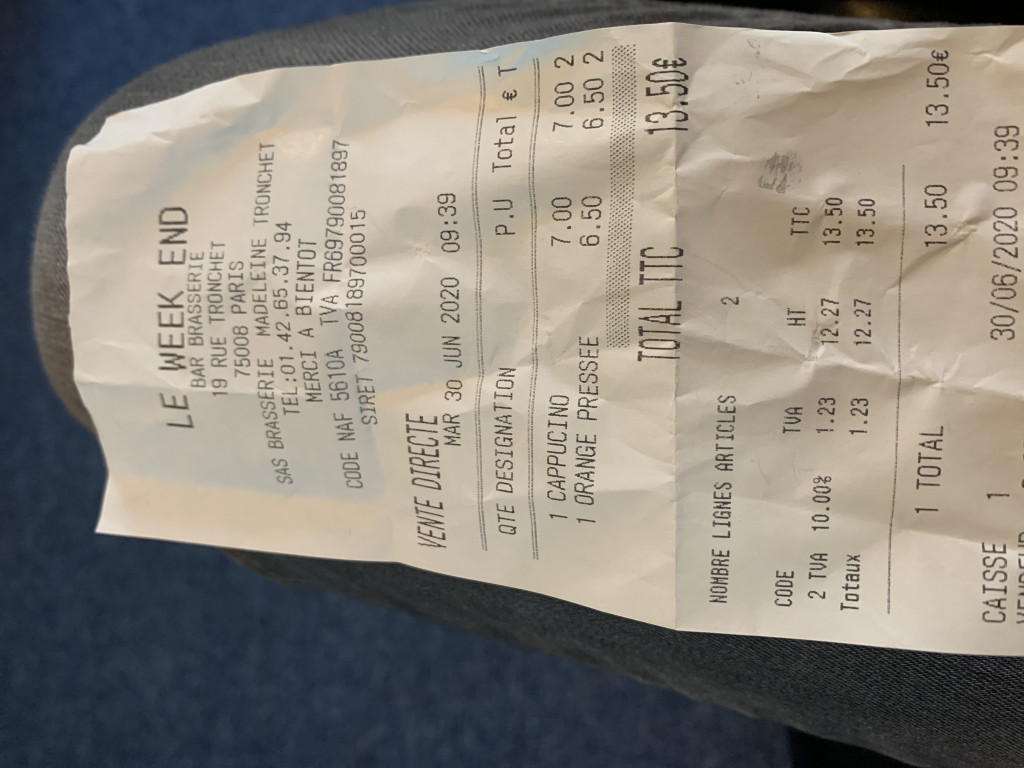 LE WEEK END
BAR BRASSERIE
19 RUE TRONCHET
75008 PARIS
SAS BRASSERIE MADELEINE TRONCHET
TEL:01.42.65.37.94
MERCI A BIENTOT
CODE NAF 5610A TVA FR69790081897
SIRET 79008189700015
VENTE DIRECTE
MAR 30 JUN 2020 09:39
QTE DESIGNATION P.U Total € T
1 CAPPUCINO 7.00 7.00 2
1 ORANGE PRESSEE 6.50 6.50 2
TOTAL TTC 13.50€
NOMBRE LIGNES ARTICLES 2
CODE TVA HT TTC
2 TVA 10.00% 1.23 12.27 13.50
Totaux 1.23 12.27 13.50
1 TOTAL 13.50 13.50€
CAISSE 1 30/06/2020 09:39